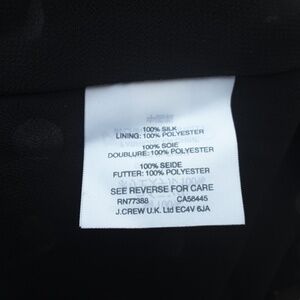 100% SILK
LINING: 100% POLYESTER
100% SOIE
DOUBLURE: 100% POLYESTER
100% SEIDE
FUTTER: 100% POLYESTER
SEE REVERSE FOR CARE
RN77388 CA56445
J.CREW U.K. Ltd EC4V 6JA